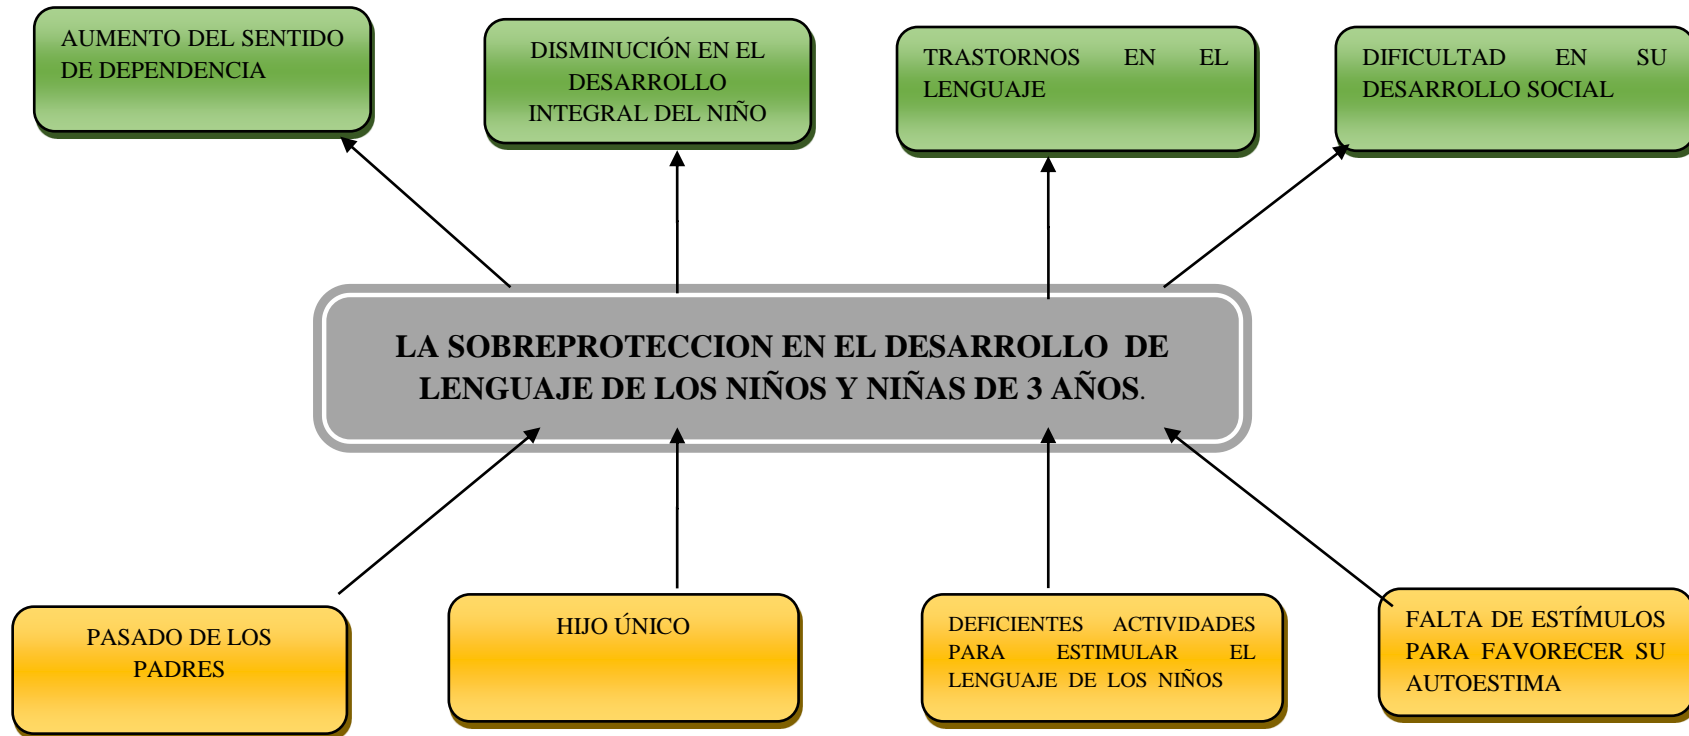 AUMENTO DEL SENTIDO
DE DEPENDENCIA
DISMINUCIÓN EN EL
DESARROLLO
INTEGRAL DEL NIÑO
TRASTORNOS EN EL
LENGUAJE
DIFICULTAD EN SU
DESARROLLO SOCIAL
LA SOBREPROTECCION EN EL DESARROLLO DE
LENGUAJE DE LOS NIÑOS Y NIÑAS DE 3 AÑOS.
PASADO DE LOS
PADRES
HIJO ÚNICO
DEFICIENTES ACTIVIDADES
PARA ESTIMULAR EL
LENGUAJE DE LOS NIÑOS
FALTA DE ESTÍMULOS
PARA FAVORECER SU
AUTOESTIMA